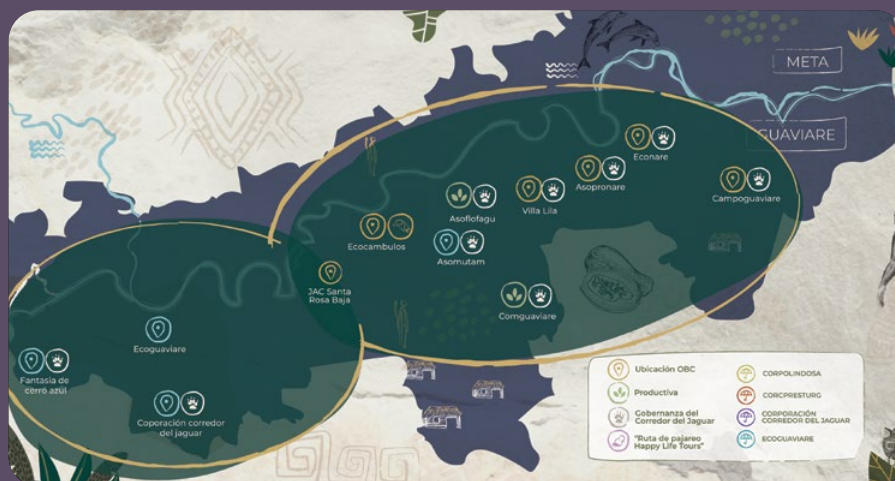 META
GUAVIARE
Econare
Asopronare
Campoguaviare
Asoflofagu
Villa Lila
Ecocambulos
Asomutam
JAC Santa
Rosa Baja
Comguaviare
Ecoguaviare
Fantasia de
cerro azul
Coporación corredor
del jaguar
Ubicación OBC
Productiva
Gobernanza del
Corredor del Jaguar
"Ruta de pajareo
Happy Life Tours"
CORPOLINDOSA
CORCPRESTURG
CORPORACIÓN
CORREDOR DEL JAGUAR
ECOGUAVIARE